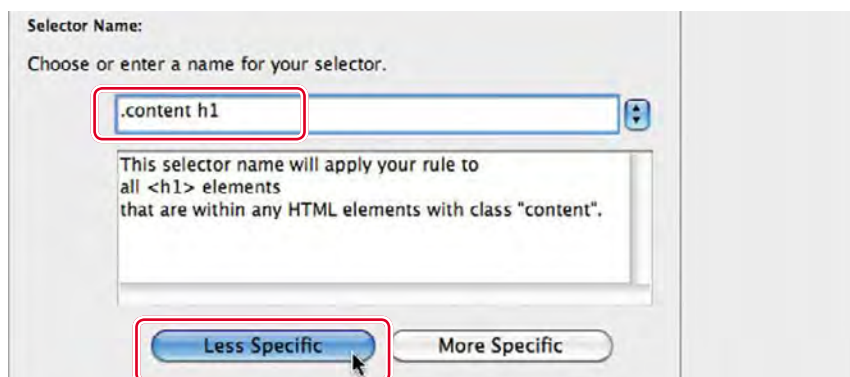 Selector Name:
Choose or enter a name for your selector.
.content h1
This selector name will apply your rule to
all <h1> elements
that are within any HTML elements with class "content".
Less Specific More Specific